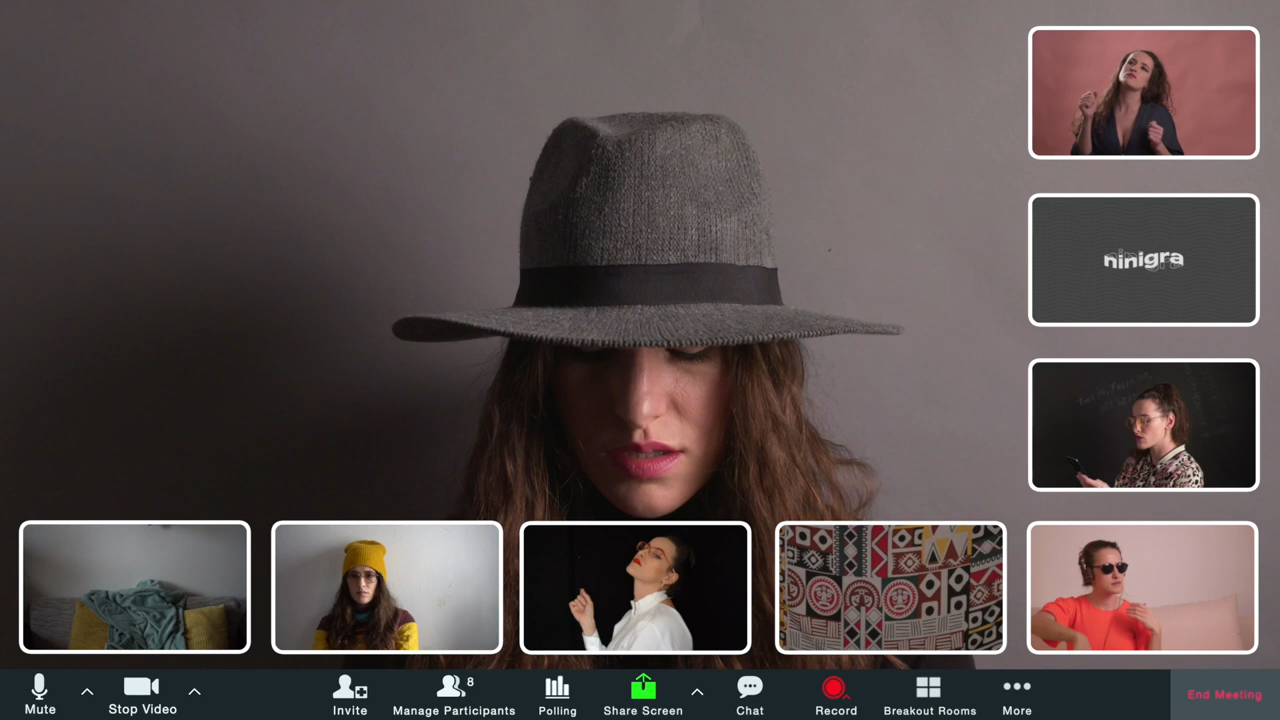 ninigra
8
Mute
Stop Video
Invite
Manage Participants
Polling
Share Screen
Chat
Record
Breakout Rooms
More
End Meeting